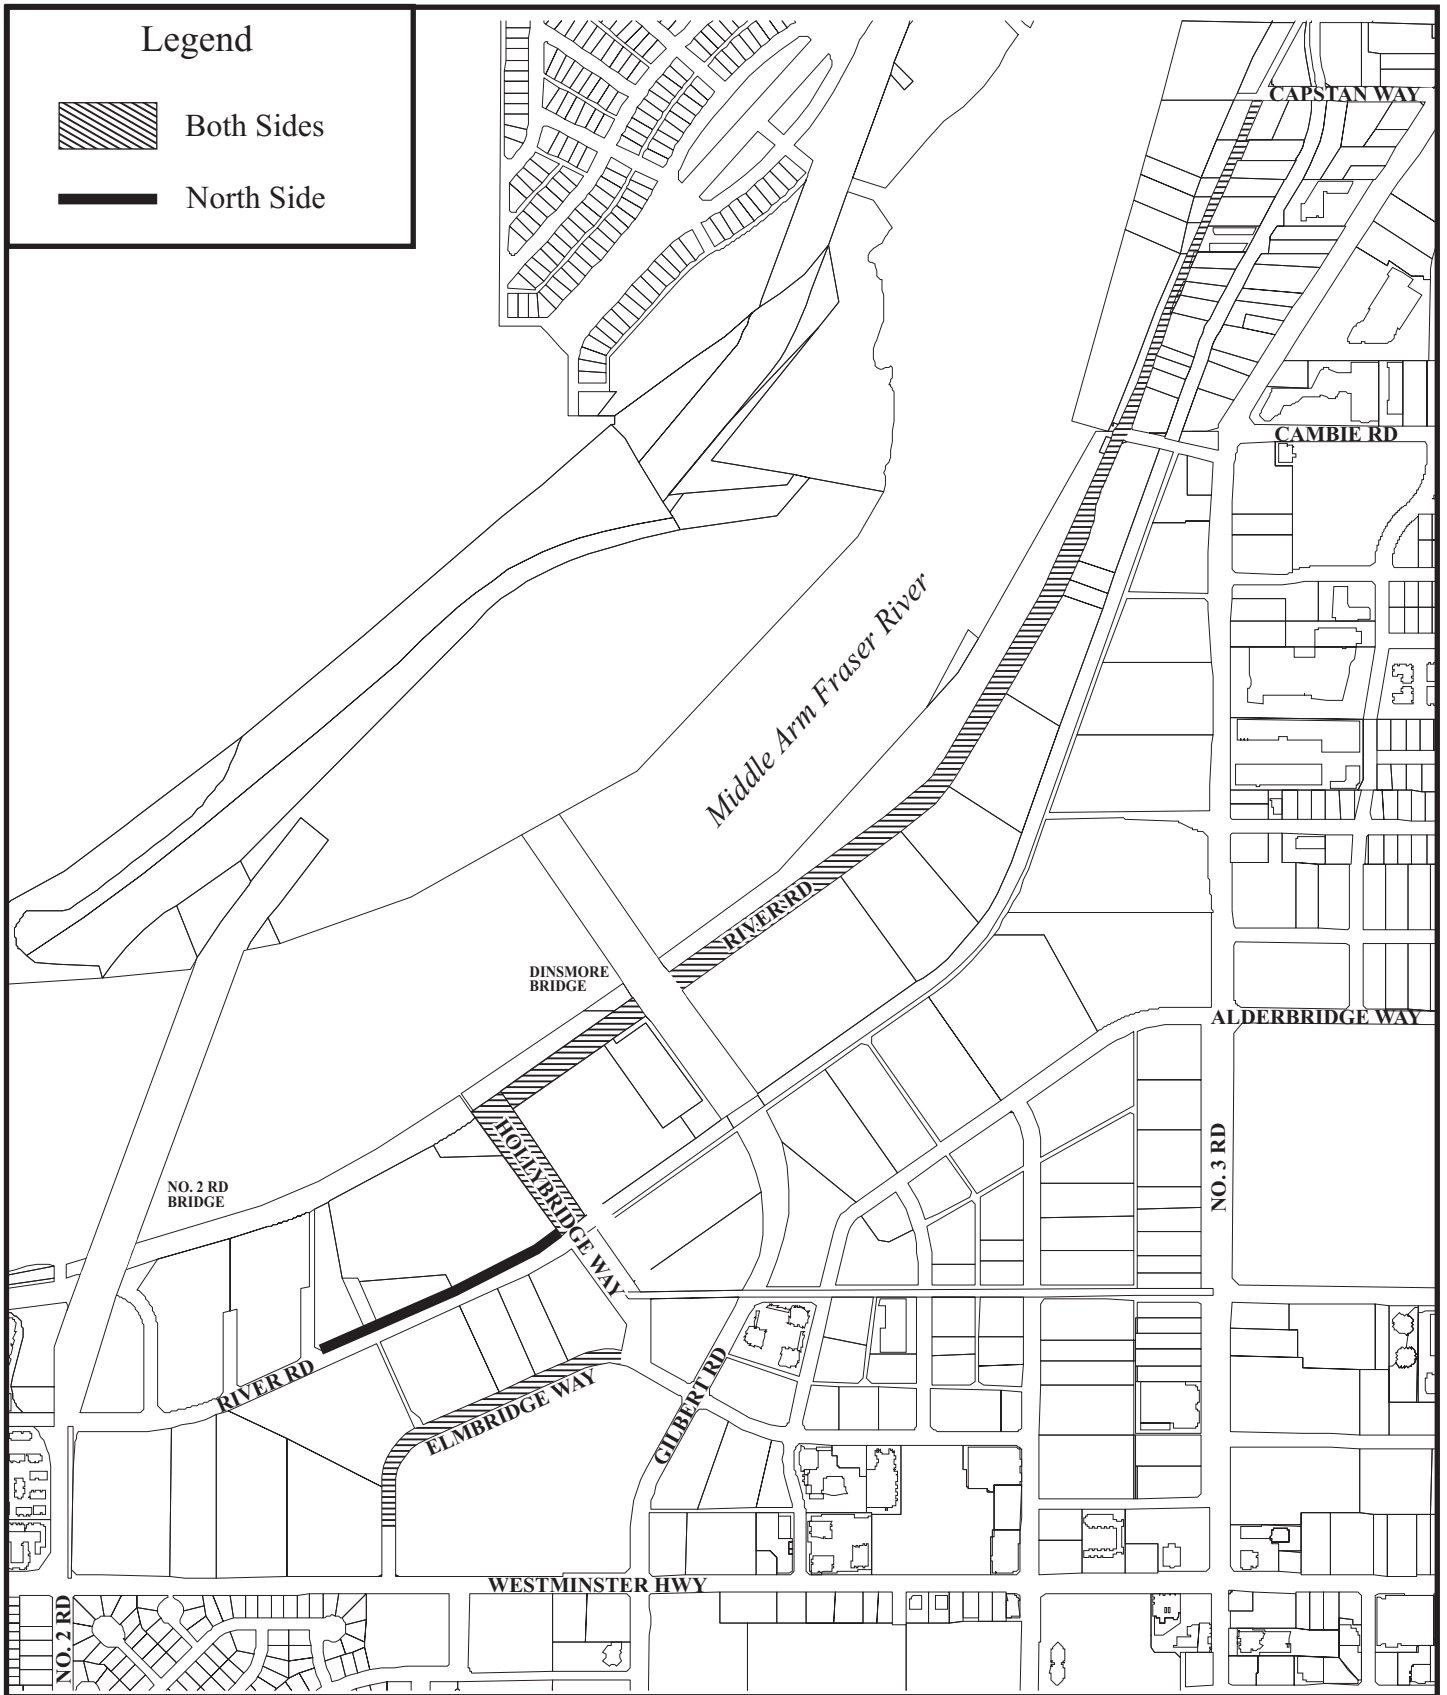 Legend
Both Sides
North Side
CAPSTAN WAY
CAMBIE RD
Middle Arm Fraser River
RIVER RD
DINSMORE
BRIDGE
ALDERBRIDGE WAY
HOLLYBRIDGE WAY
NO. 3 RD
NO. 2 RD
BRIDGE
RIVER RD
ELMBRIDGE WAY
GILBERT RD
WESTMINSTER HWY
NO. 2 RD